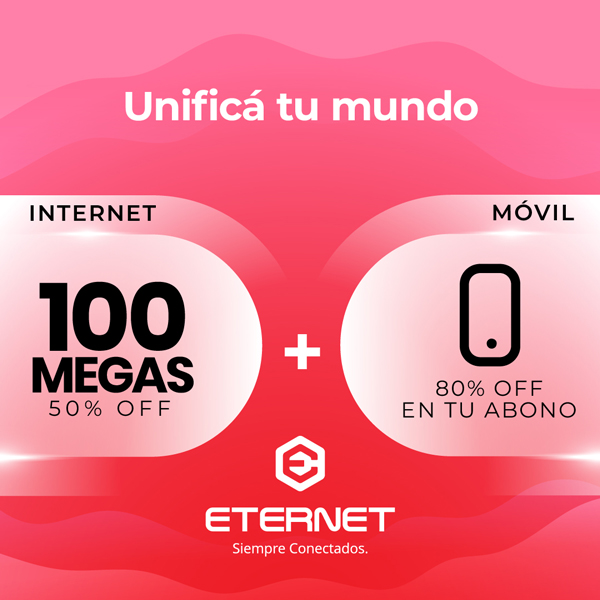 Unificá tu mundo
INTERNET
100
MEGAS
50% OFF
+
MÓVIL
80% OFF
EN TU ABONO
ETERNET
Siempre Conectados.